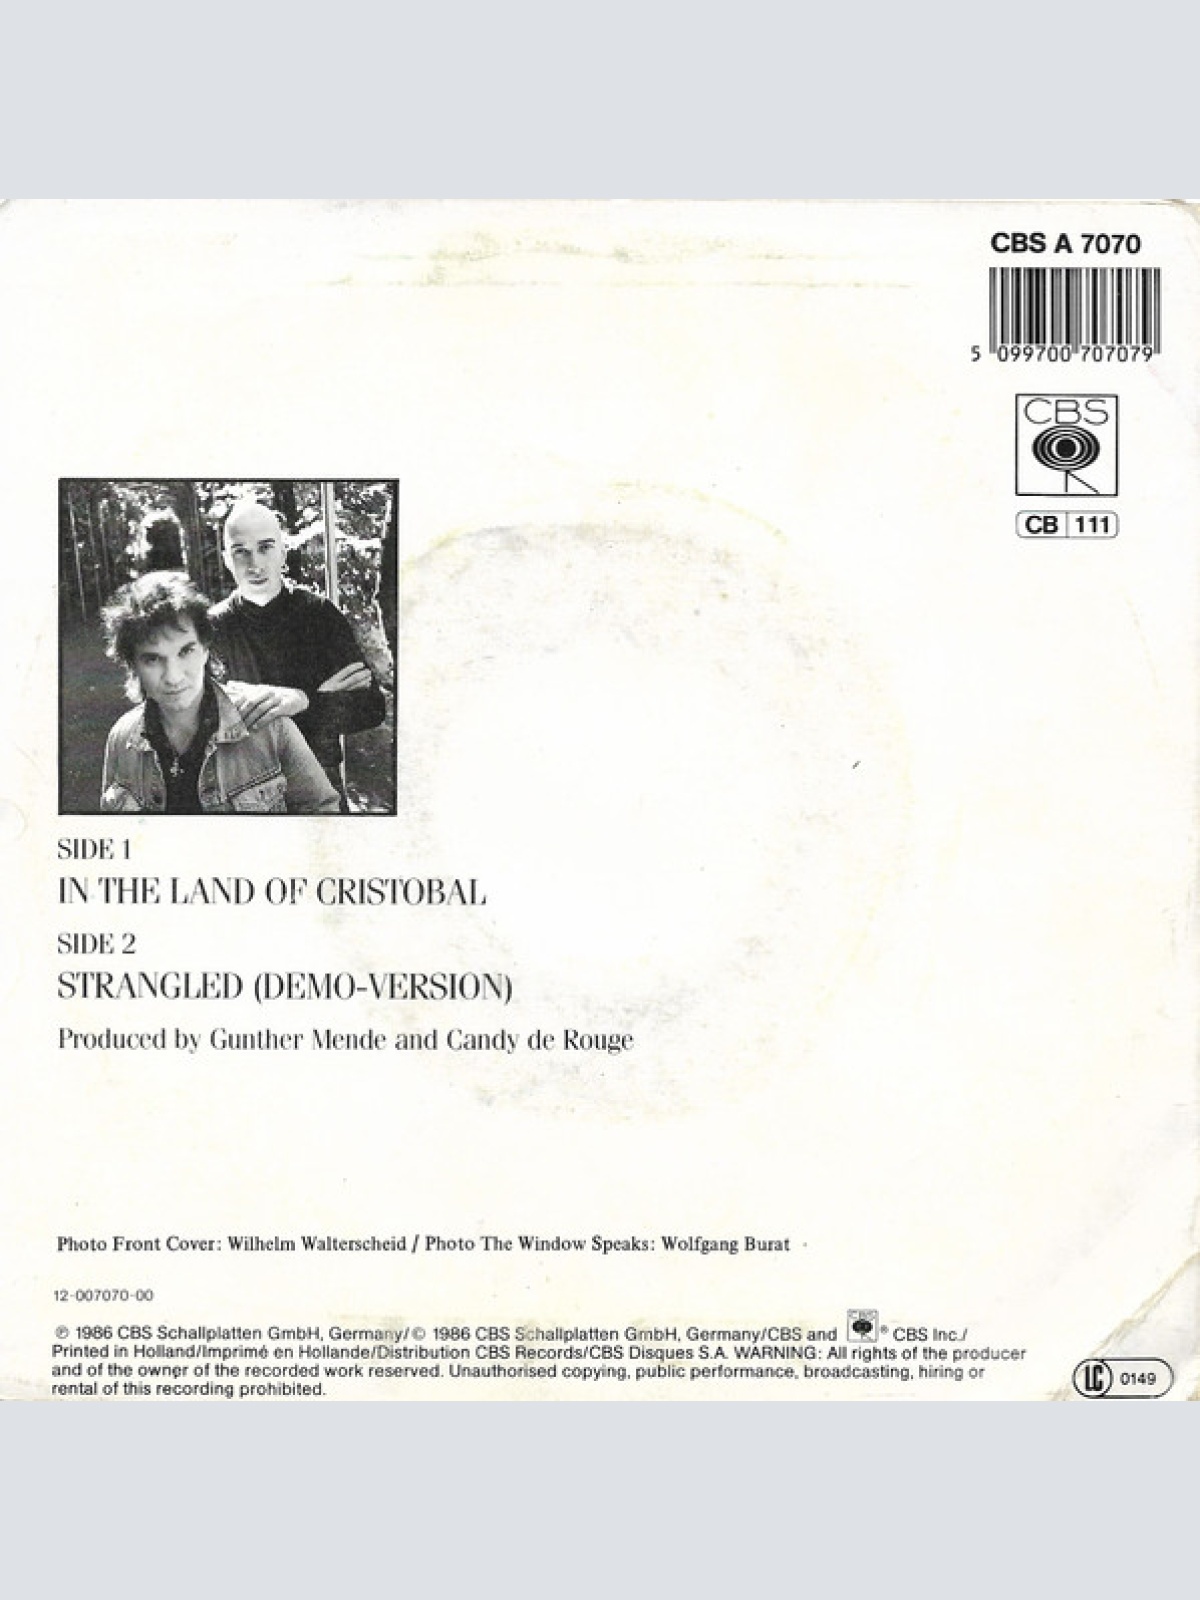 CBS A 7070
5 099700 707079
CBS
CB 111
SIDE 1
IN THE LAND OF CRISTOBAL
SIDE 2
STRANGLED (DEMO-VERSION)
Produced by Gunther Mende and Candy de Rouge
Photo Front Cover: Wilhelm Walterscheid / Photo The Window Speaks: Wolfgang Burat
12-007070-00
℗ 1986 CBS Schallplatten GmbH, Germany/© 1986 CBS Schallplatten GmbH, Germany/CBS and CBS ® CBS Inc./
Printed in Holland/Imprimé en Hollande/Distribution CBS Records/CBS Disques S.A. WARNING: All rights of the producer
and of the owner of the recorded work reserved. Unauthorised copying, public performance, broadcasting, hiring or
rental of this recording prohibited.
LC 0149